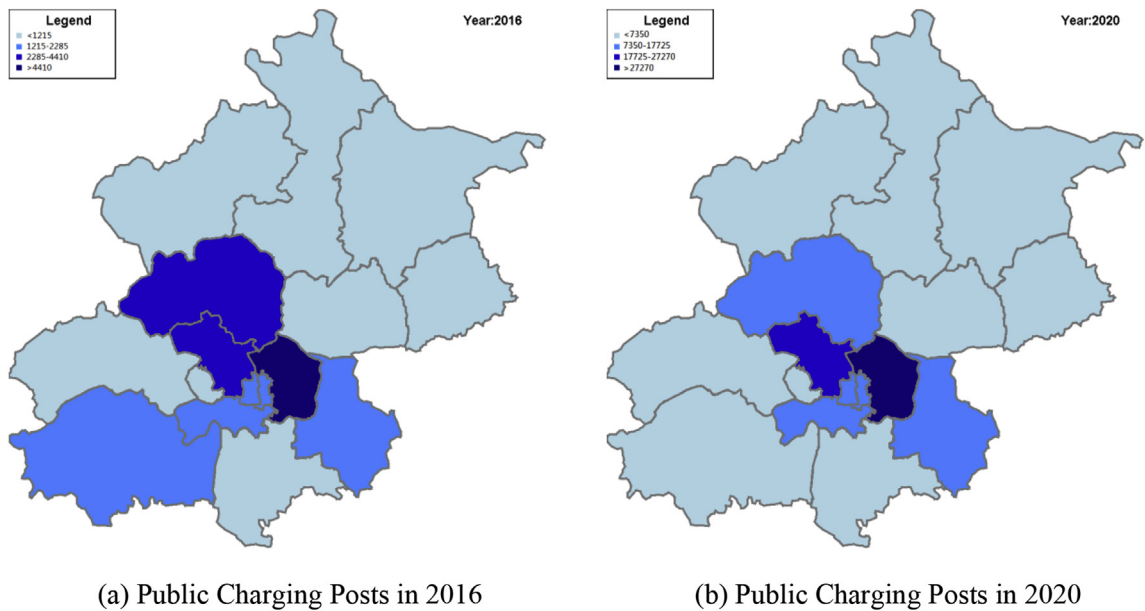 Legend
<1215
1215-2285
2285-4410
>4410
Year:2016
Legend
<7350
7350-17725
17725-27270
>27270
Year:2020
(a) Public Charging Posts in 2016
(b) Public Charging Posts in 2020